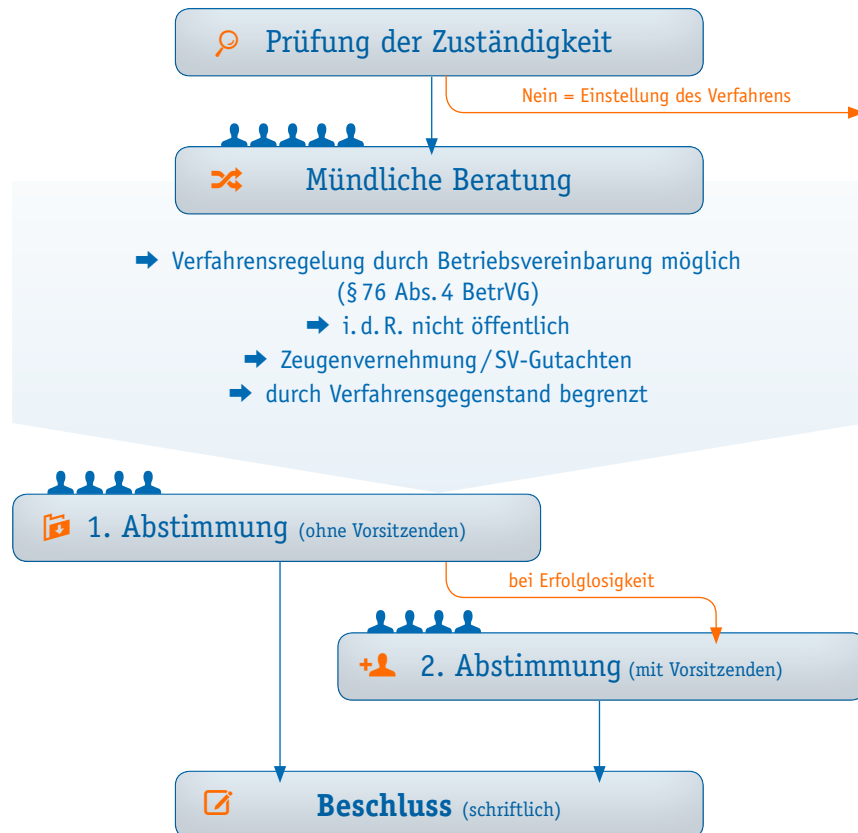 Prüfung der Zuständigkeit
Nein = Einstellung des Verfahrens
Mündliche Beratung
➡ Verfahrensregelung durch Betriebsvereinbarung möglich
(§ 76 Abs. 4 BetrVG)
➡ i. d. R. nicht öffentlich
➡ Zeugenvernehmung / SV-Gutachten
➡ durch Verfahrensgegenstand begrenzt
1. Abstimmung (ohne Vorsitzenden)
bei Erfolglosigkeit
2. Abstimmung (mit Vorsitzenden)
Beschluss (schriftlich)